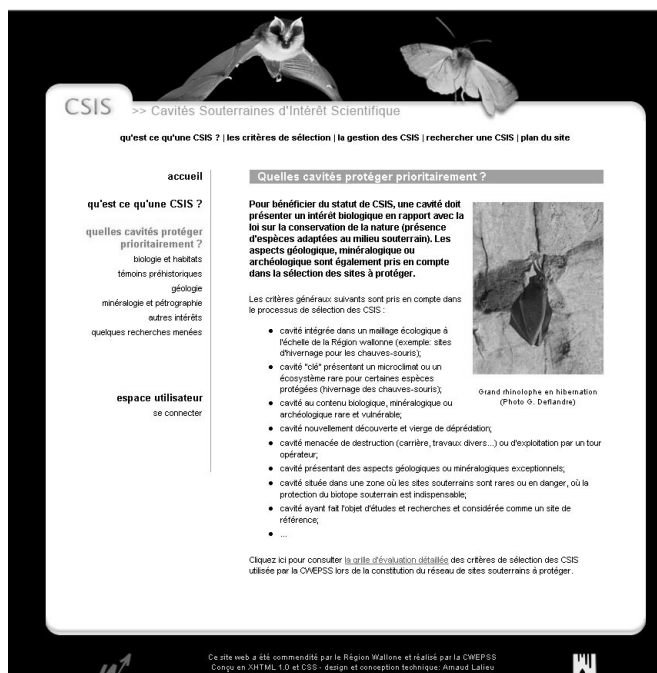 CSIS >> Cavités Souterraines d'Intérêt Scientifique
qu'est ce qu'une CSIS ? | les critères de sélection | la gestion des CSIS | rechercher une CSIS | plan du site
accueil
qu'est ce qu'une CSIS ?
quelles cavités protéger
prioritairement ?
biologie et habitats
témoins préhistoriques
géologie
minéralogie et pétrographie
autres intérêts
quelques recherches menées
espace utilisateur
se connecter
Quelles cavités protéger prioritairement ?
Pour bénéficier du statut de CSIS, une cavité doit
présenter un intérêt biologique en rapport avec la
loi sur la conservation de la nature (présence
d'espèces adaptées au milieu souterrain). Les
aspects géologique, minéralogique ou
archéologique sont également pris en compte
dans la sélection des sites à protéger.
Les critères généraux suivants sont pris en compte dans
le processus de sélection des CSIS :
• cavité intégrée dans un maillage écologique à
l'échelle de la Région wallonne (exemple: sites
d'hivernage pour les chauves-souris);
• cavité "clé" présentant un microclimat ou un
écosystème rare pour certaines espèces
protégées (hivernage des chauves-souris);
• cavité au contenu biologique, minéralogique ou
archéologique rare et vulnérable;
• cavité nouvellement découverte et vierge de déprédation;
• cavité menacée de destruction (carrière, travaux divers...) ou d'exploitation par un tour
opérateur;
• cavité présentant des aspects géologiques ou minéralogiques exceptionnels;
• cavité située dans une zone où les sites souterrains sont rares ou en danger, où la
protection du biotope souterrain est indispensable;
• cavité ayant fait l'objet d'études et recherches et considérée comme un site de
référence;
• ...
Grand rhinolophe en hibernation
(Photo G. Deflandre)
Cliquez ici pour consulter la grille d'évaluation détaillée des critères de sélection des CSIS
utilisée par la CWEPSS lors de la constitution du réseau de sites souterrains à protéger.
Ce site web a été commendité par le Région Wallone et réalisé par la CWEPSS
Conçu en XHTML 1.0 et CSS - design et conception technique: Arnaud Lalieu